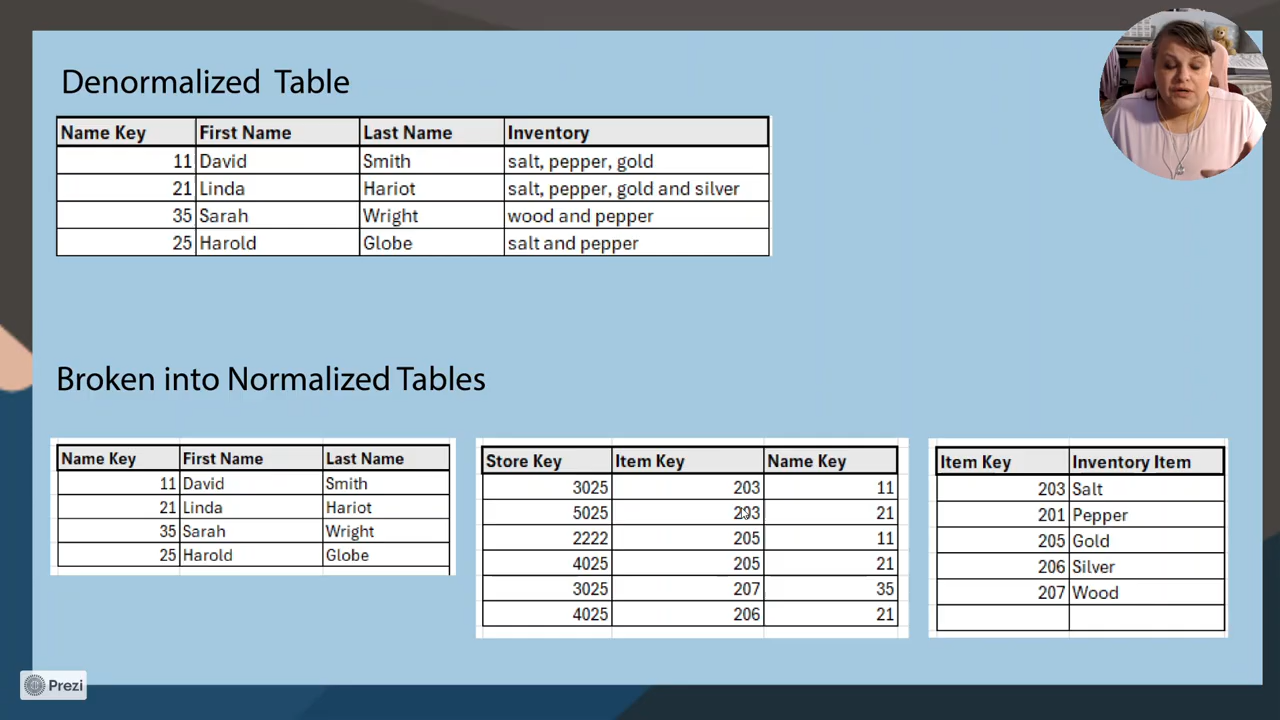 Denormalized Table
Name Key First Name Last Name Inventory
11 David Smith salt, pepper, gold
21 Linda Hariot salt, pepper, gold and silver
35 Sarah Wright wood and pepper
25 Harold Globe salt and pepper
Broken into Normalized Tables
Name Key First Name Last Name
11 David Smith
21 Linda Hariot
35 Sarah Wright
25 Harold Globe
Store Key Item Key Name Key
3025 203 11
5025 203 21
2222 205 11
4025 205 21
3025 207 35
4025 206 21
Item Key Inventory Item
203 Salt
201 Pepper
205 Gold
206 Silver
207 Wood
Prezi